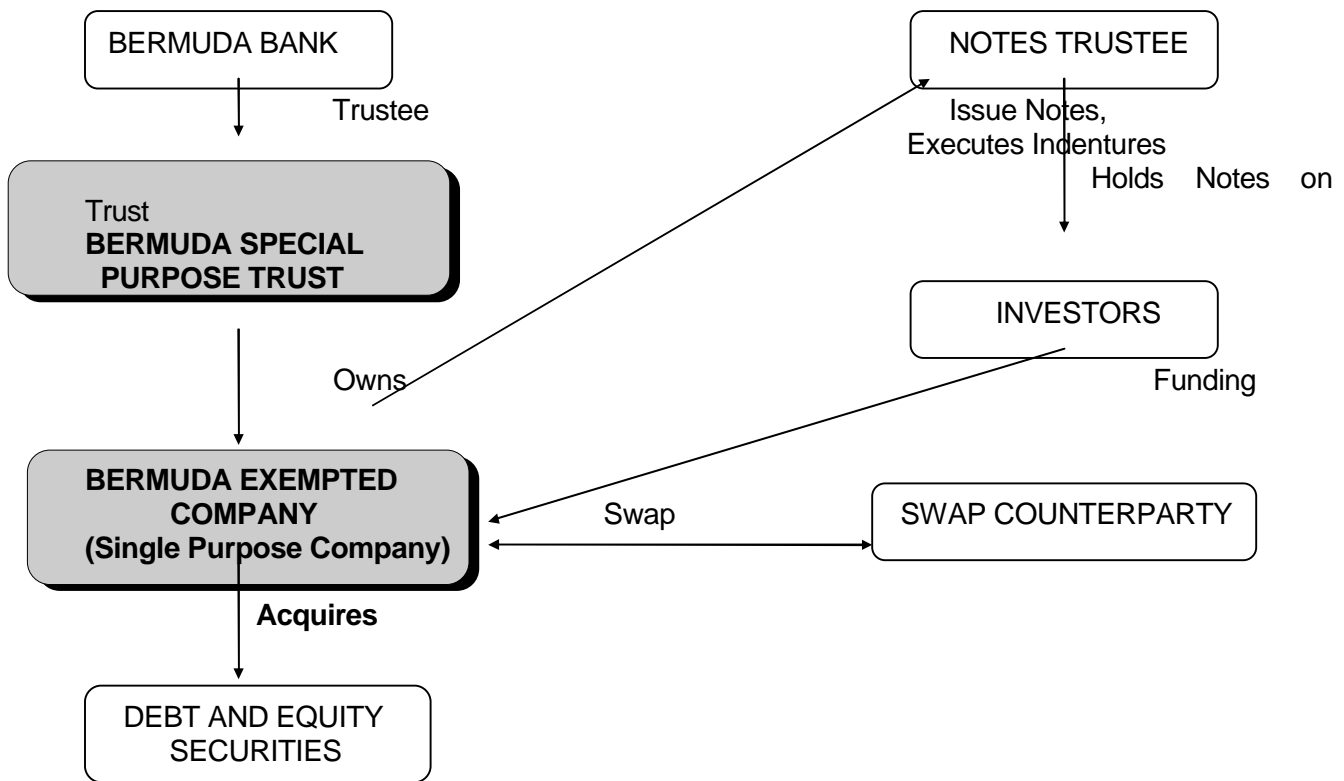 BERMUDA BANK
Trustee
Trust
BERMUDA SPECIAL
PURPOSE TRUST
Owns
BERMUDA EXEMPTED
COMPANY
(Single Purpose Company)
Acquires
DEBT AND EQUITY
SECURITIES
NOTES TRUSTEE
Issue Notes,
Executes Indentures
Holds Notes on
INVESTORS
Funding
Swap
SWAP COUNTERPARTY